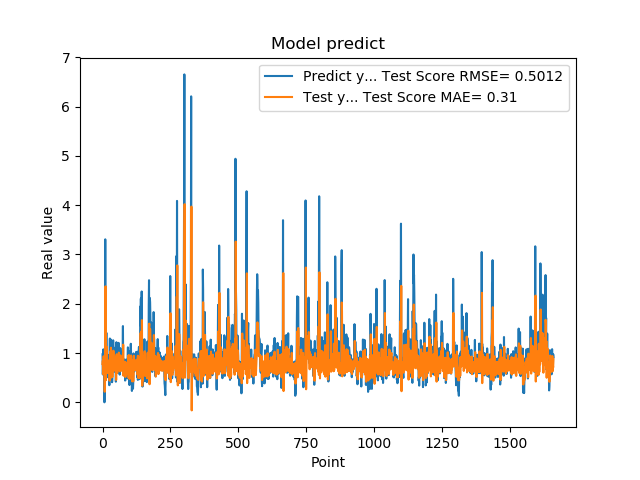 Model predict
Predict y... Test Score RMSE= 0.5012
Test y... Test Score MAE= 0.31
Real value
7
6
5
4
3
2
1
0
0 250 500 750 1000 1250 1500
Point